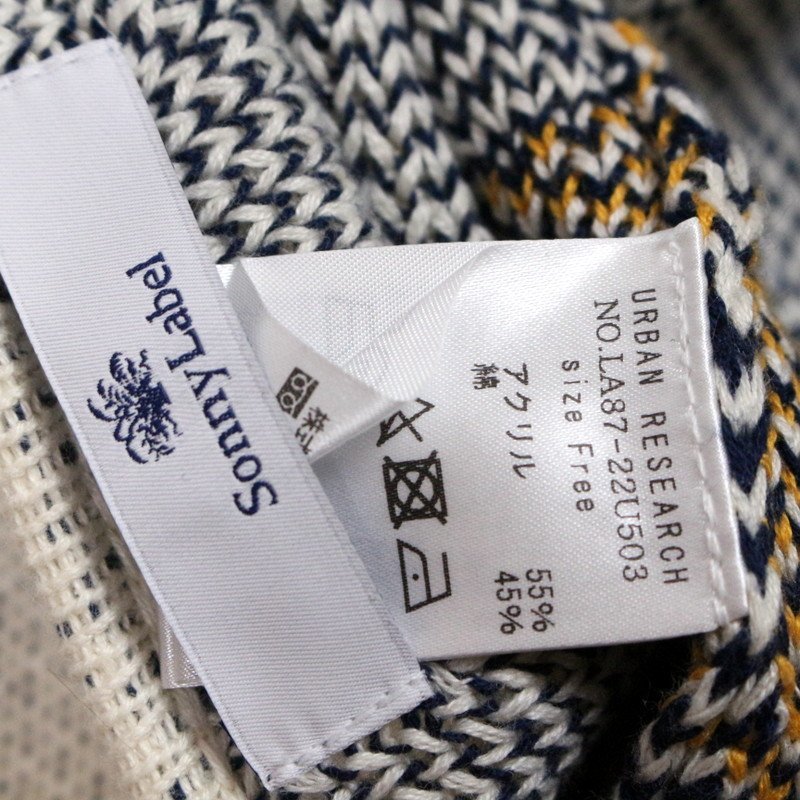 Sonny Label
URBAN RESEARCH
NO.LA87-22U503
size Free
アクリル 55%
綿 45%